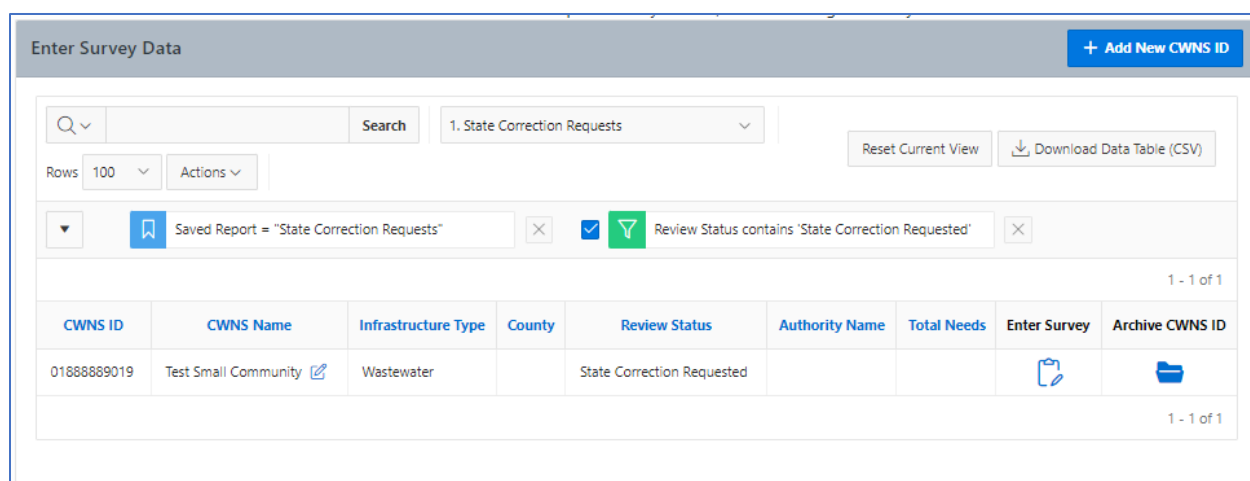 Enter Survey Data
+ Add New CWNS ID
Search
1. State Correction Requests
Reset Current View
Download Data Table (CSV)
Rows 100
Actions
Saved Report = "State Correction Requests"
Review Status contains 'State Correction Requested'
1 - 1 of 1
CWNS ID CWNS Name Infrastructure Type County Review Status Authority Name Total Needs Enter Survey Archive CWNS ID
01888889019 Test Small Community Wastewater State Correction Requested
1 - 1 of 1